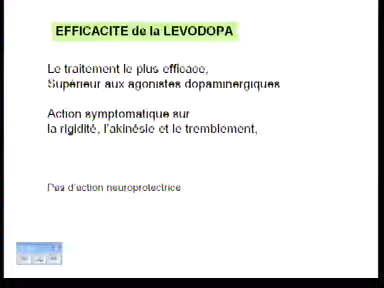 EFFICACITE de la LEVODOPA
Le traitement le plus efficace,
Supérieur aux agonistes dopaminergiques
Action symptomatique sur
la rigidité, l'akinésie et le tremblement,
Pas d'action neuroprotectrice